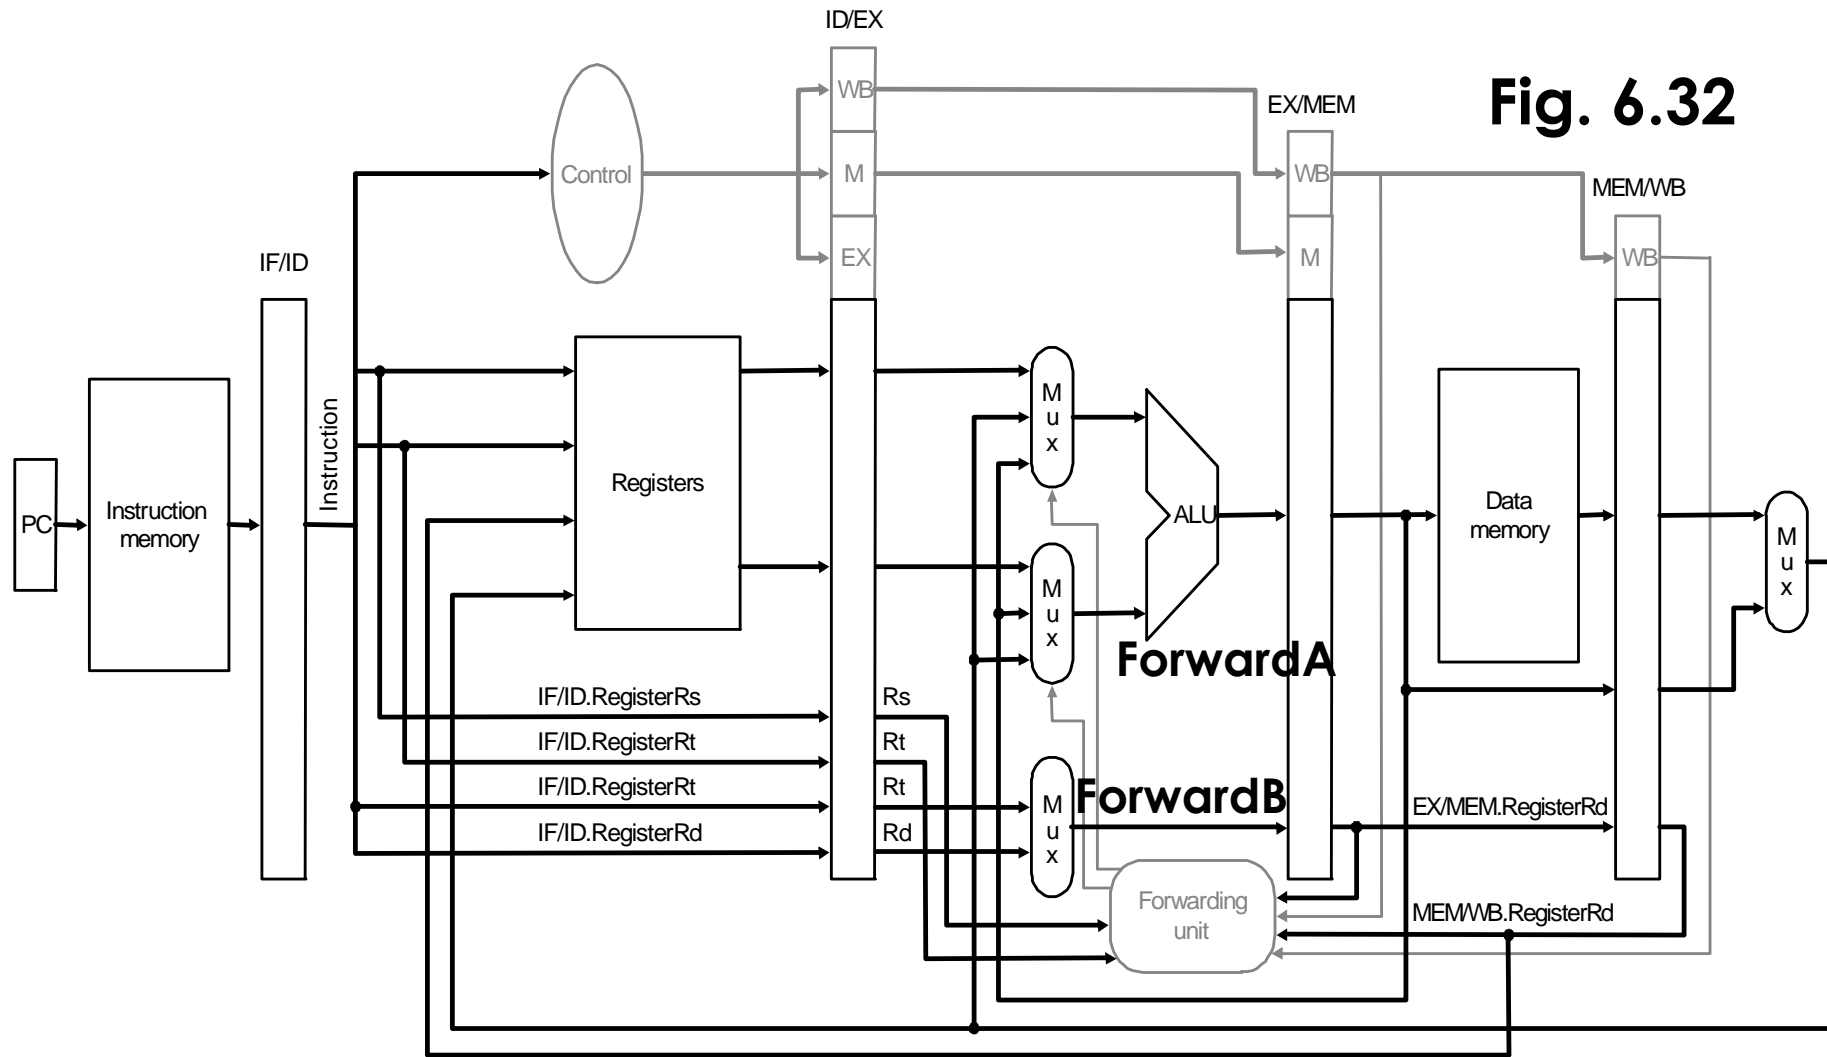 ID/EX
Fig. 6.32
WB
EX/MEM
Control
M
WB
MEM/WB
EX
M
WB
IF/ID
Instruction
PC
Instruction
memory
Registers
M
u
x
M
u
x
ALU
Data
memory
M
u
x
ForwardA
IF/ID.RegisterRs
Rs
IF/ID.RegisterRt
Rt
IF/ID.RegisterRt
Rt
IF/ID.RegisterRd
Rd
M
u
x
ForwardB
EX/MEM.RegisterRd
Forwarding
unit
MEM/WB.RegisterRd